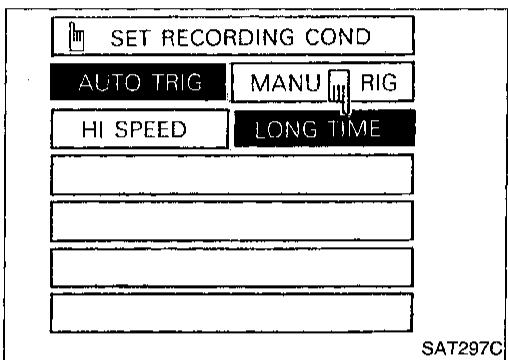 SET RECORDING COND
AUTO TRIG MANU RIG
HI SPEED LONG TIME
SAT297C